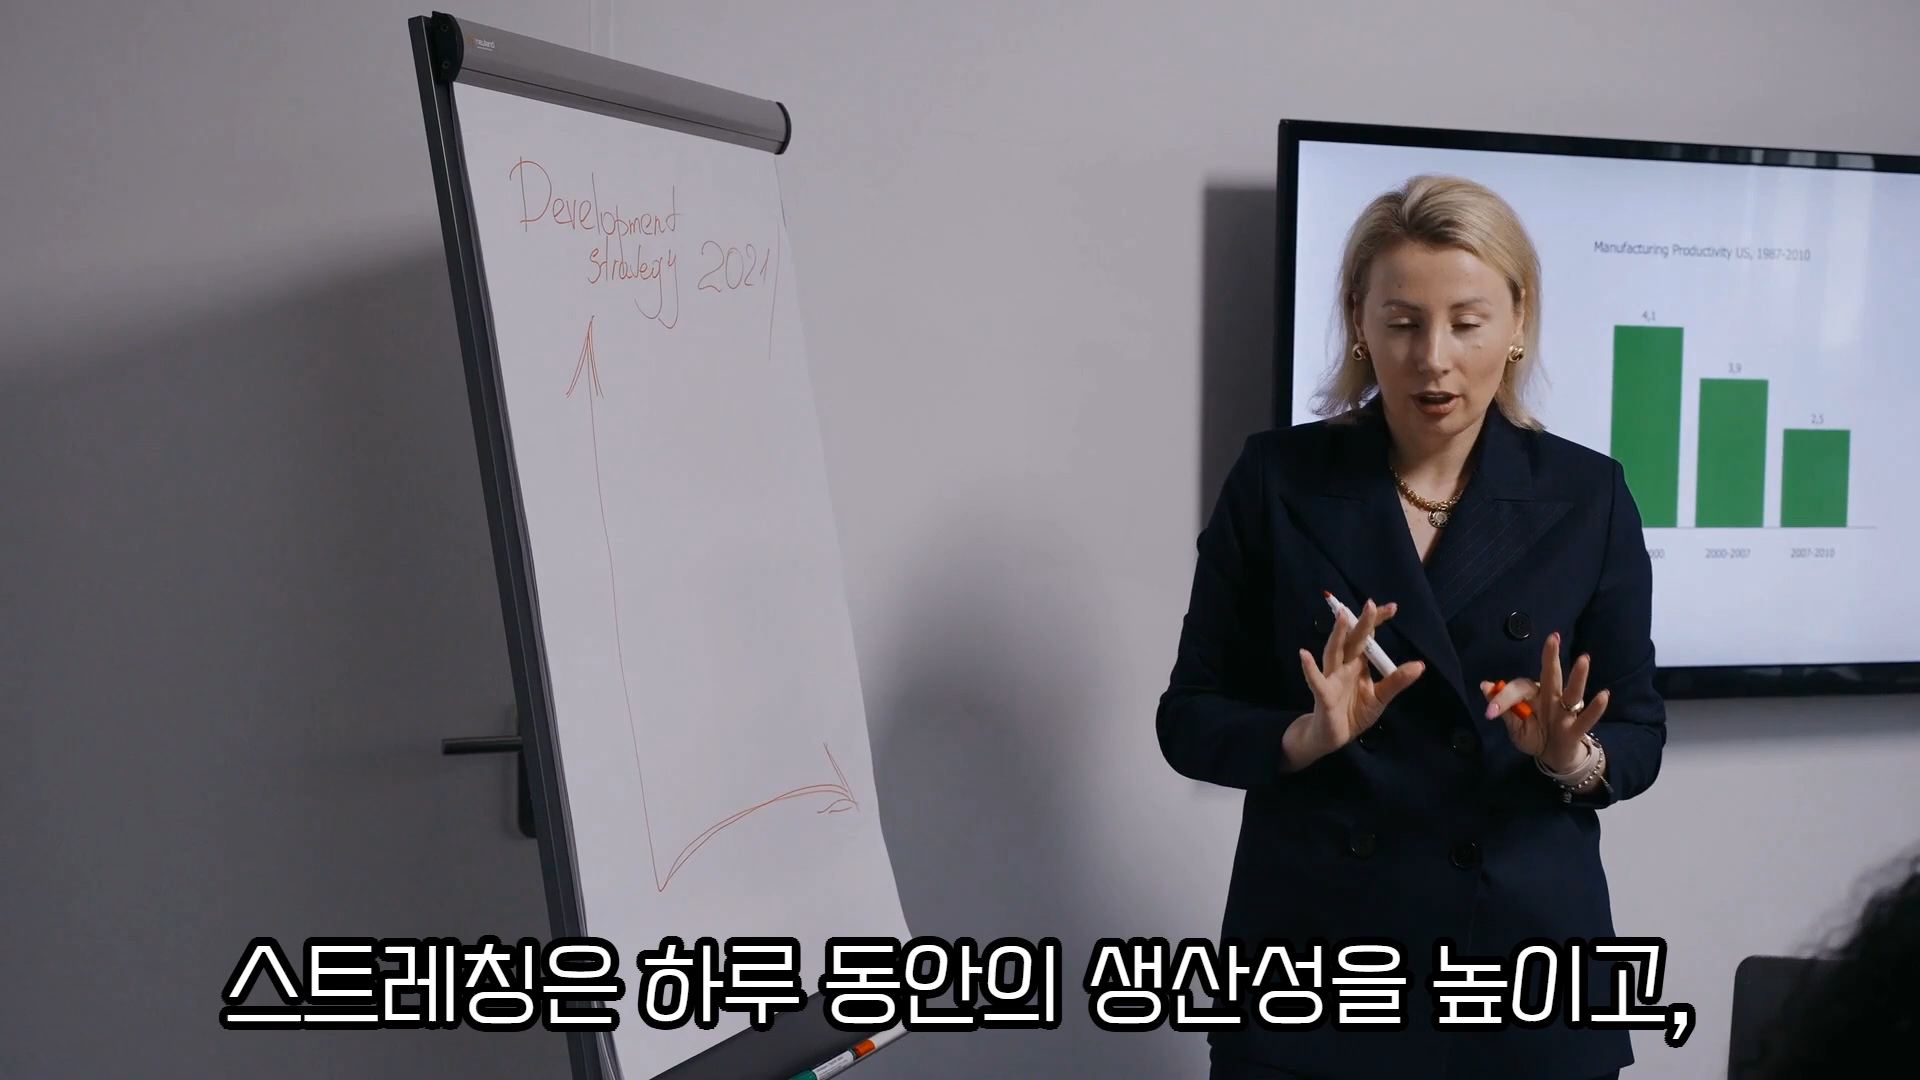 Development
strategy 2021
Manufacturing Productivity US, 1987-2010
4,1
3,9
2,5
2000-2007
2007-2010
스트레칭은 하루 동안의 생산성을 높이고,